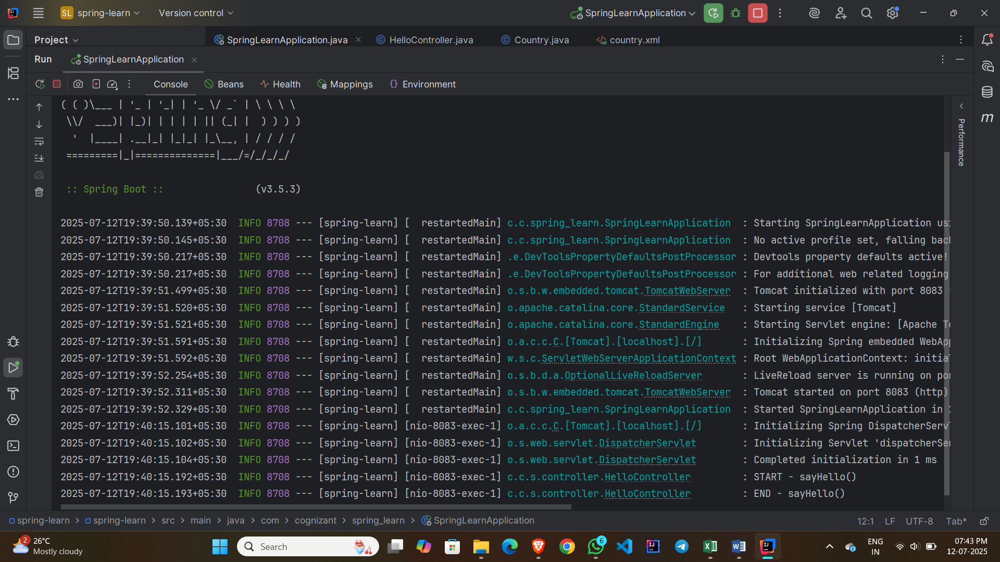 SL spring-learn Version control SpringLearnApplication
Project SpringLearnApplication.java HelloController.java Country.java country.xml
Run SpringLearnApplication
Console Beans Health Mappings Environment
Performance
( ( )\___ | '_ | '_| | '_ \/ _` | \ \ \ \
\\/  ___)| |_)| | | | | || (_| |  ) ) ) )
'  |____| .__|_| |_|_| |_\__, | / / / /
=========|_|==============|___/=/_/_/_/
:: Spring Boot :: (v3.5.3)
2025-07-12T19:39:50.139+05:30  INFO 8708 --- [spring-learn] [  restartedMain] c.c.spring_learn.SpringLearnApplication  : Starting SpringLearnApplication
2025-07-12T19:39:50.145+05:30  INFO 8708 --- [spring-learn] [  restartedMain] c.c.spring_learn.SpringLearnApplication  : No active profile set, falling
2025-07-12T19:39:50.217+05:30  INFO 8708 --- [spring-learn] [  restartedMain] .e.DevToolsPropertyDefaultsPostProcessor : Devtools property defaults active!
2025-07-12T19:39:50.217+05:30  INFO 8708 --- [spring-learn] [  restartedMain] .e.DevToolsPropertyDefaultsPostProcessor : For additional web related logging
2025-07-12T19:39:51.499+05:30  INFO 8708 --- [spring-learn] [  restartedMain] o.s.b.w.embedded.tomcat.TomcatWebServer  : Tomcat initialized with port 8083
2025-07-12T19:39:51.520+05:30  INFO 8708 --- [spring-learn] [  restartedMain] o.apache.catalina.core.StandardService   : Starting service [Tomcat]
2025-07-12T19:39:51.521+05:30  INFO 8708 --- [spring-learn] [  restartedMain] o.apache.catalina.core.StandardEngine    : Starting Servlet engine: [Apache
2025-07-12T19:39:51.591+05:30  INFO 8708 --- [spring-learn] [  restartedMain] o.a.c.c.C.[Tomcat].[localhost].[/]       : Initializing Spring embedded
2025-07-12T19:39:51.592+05:30  INFO 8708 --- [spring-learn] [  restartedMain] w.s.c.ServletWebServerApplicationContext : Root WebApplicationContext:
2025-07-12T19:39:52.254+05:30  INFO 8708 --- [spring-learn] [  restartedMain] o.s.b.d.a.OptionalLiveReloadServer       : LiveReload server is running on
2025-07-12T19:39:52.311+05:30  INFO 8708 --- [spring-learn] [  restartedMain] o.s.b.w.embedded.tomcat.TomcatWebServer  : Tomcat started on port 8083 (http)
2025-07-12T19:39:52.329+05:30  INFO 8708 --- [spring-learn] [  restartedMain] c.c.spring_learn.SpringLearnApplication  : Started SpringLearnApplication in
2025-07-12T19:40:15.101+05:30  INFO 8708 --- [spring-learn] [nio-8083-exec-1] o.a.c.c.C.[Tomcat].[localhost].[/]       : Initializing Spring
2025-07-12T19:40:15.102+05:30  INFO 8708 --- [spring-learn] [nio-8083-exec-1] o.s.web.servlet.DispatcherServlet        : Initializing Servlet
2025-07-12T19:40:15.104+05:30  INFO 8708 --- [spring-learn] [nio-8083-exec-1] o.s.web.servlet.DispatcherServlet        : Completed initialization in 1 ms
2025-07-12T19:40:15.192+05:30  INFO 8708 --- [spring-learn] [nio-8083-exec-1] c.c.s.controller.HelloController         : START - sayHello()
2025-07-12T19:40:15.193+05:30  INFO 8708 --- [spring-learn] [nio-8083-exec-1] c.c.s.controller.HelloController         : END - sayHello()
spring-learn > spring-learn > src > main > java > com > cognizant > spring_learn > SpringLearnApplication 12:1 LF UTF-8 Tab*
2 26°C
Mostly cloudy
Search
6
ENG
IN
07:43 PM
12-07-2025